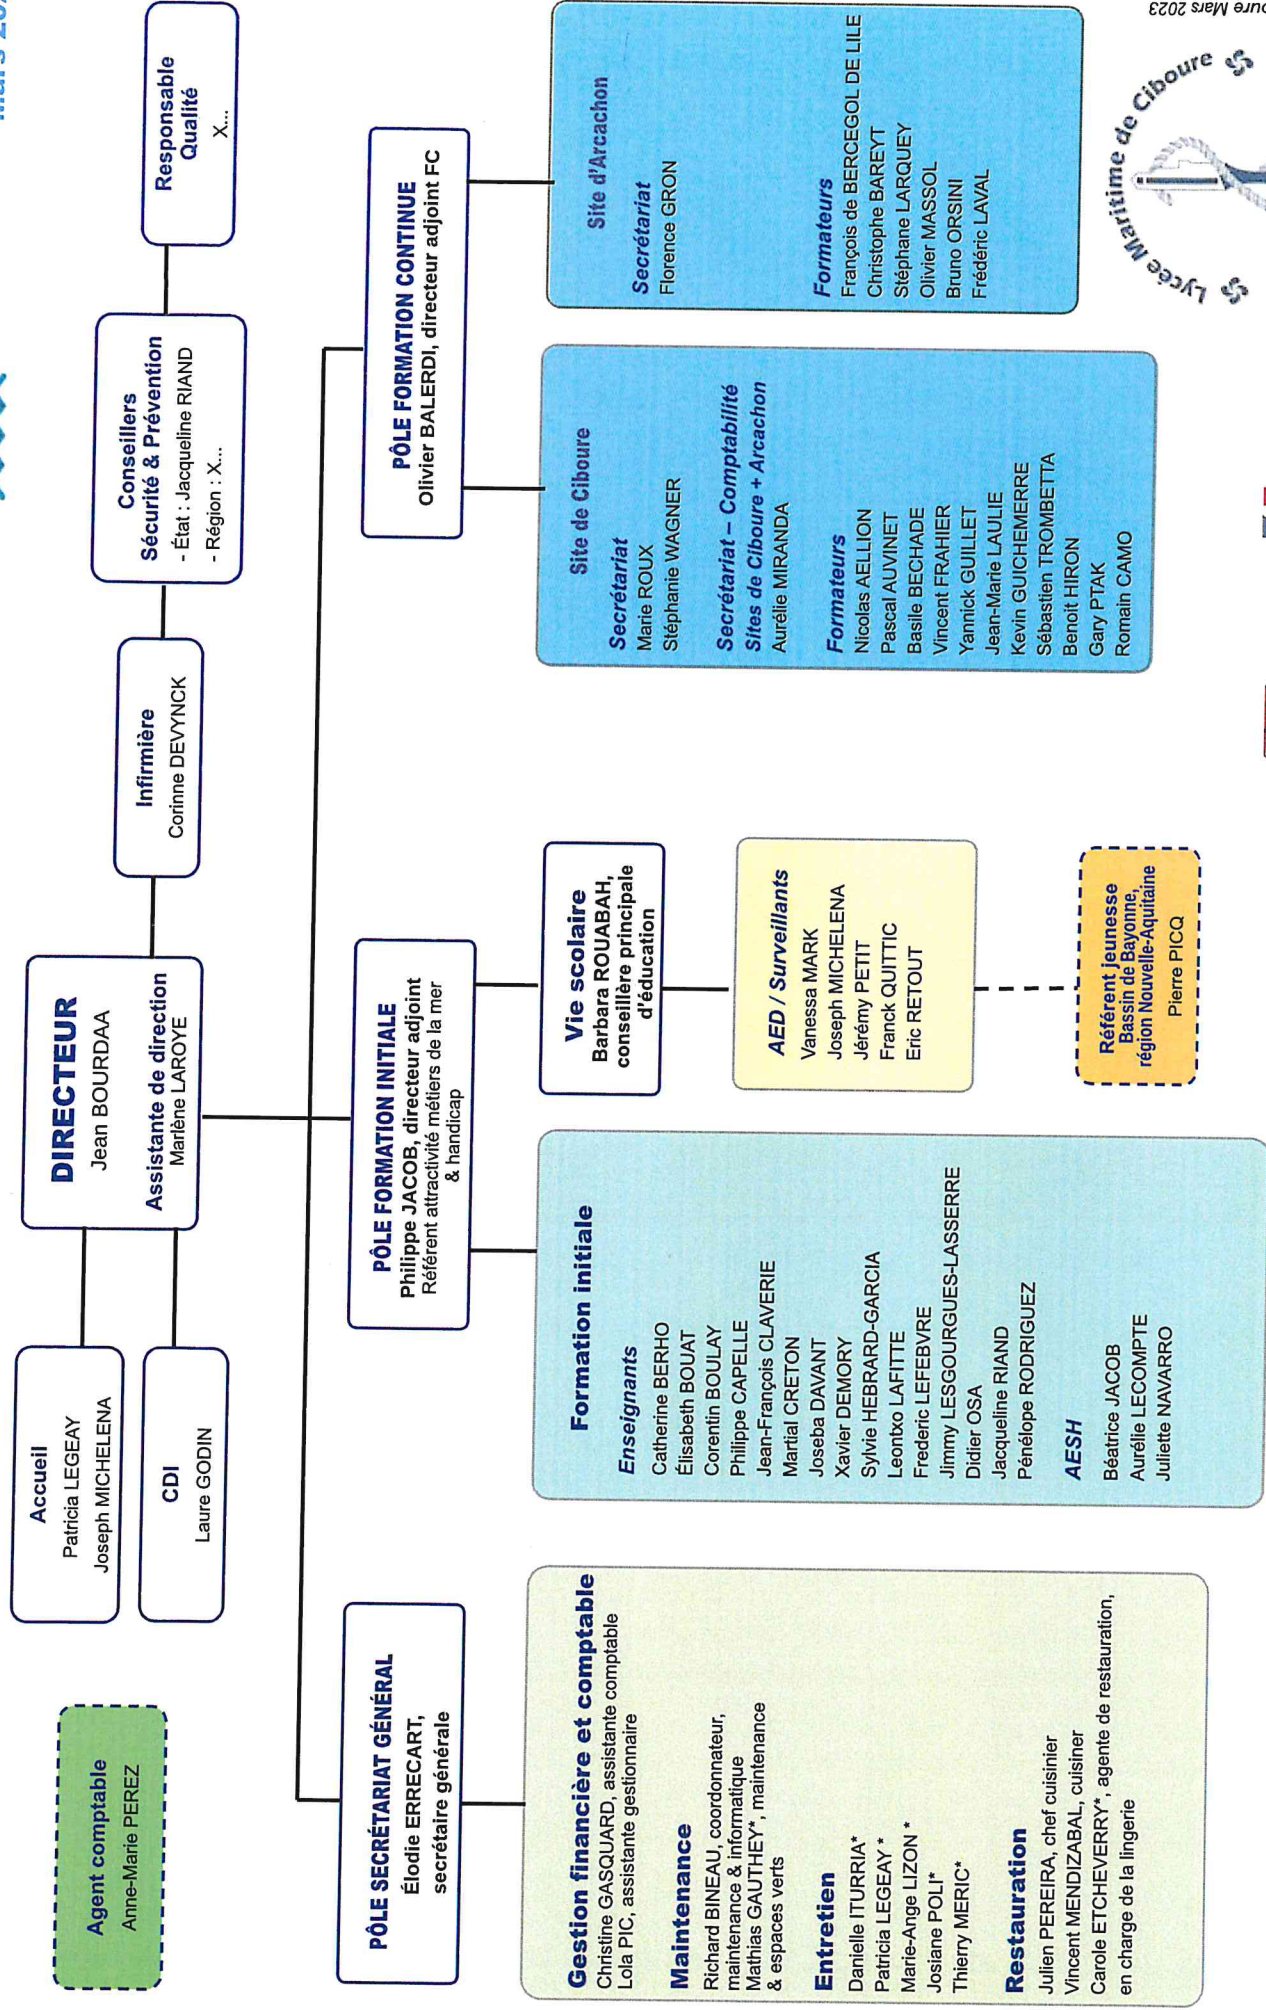 Mars
Agent comptable
Anne-Marie PEREZ
Accueil
Patricia LEGEAY
Joseph MICHELENA
CDI
Laure GODIN
DIRECTEUR
Jean BOURDAA
Assistante de direction
Marlène LAROYE
Infirmière
Corinne DEVYNCK
Conseillers
Sécurité & Prévention
- État : Jacqueline RIAND
- Région : X...
Responsable
Qualité
X...
PÔLE SECRÉTARIAT GÉNÉRAL
Élodie ERRECART,
secrétaire générale
Gestion financière et comptable
Christine GASQUARD, assistante comptable
Lola PIC, assistante gestionnaire
Maintenance
Richard BINEAU, coordonnateur,
maintenance & informatique
Mathias GAUTHEY*, maintenance
& espaces verts
Entretien
Danielle ITURRIA*
Patricia LEGEAY *
Marie-Ange LIZON *
Josiane POLI*
Thierry MERIC*
Restauration
Julien PEREIRA, chef cuisinier
Vincent MENDIZABAL, cuisiner
Carole ETCHEVERRY*, agente de restauration,
en charge de la lingerie
PÔLE FORMATION INITIALE
Philippe JACOB, directeur adjoint
Référent attractivité métiers de la mer
& handicap
Formation initiale
Enseignants
Catherine BERHO
Élisabeth BOUAT
Corentin BOULAY
Philippe CAPELLE
Jean-François CLAVERIE
Martial CRETON
Joseba DAVANT
Xavier DEMORY
Sylvie HEBRARD-GARCIA
Leontxo LAFITTE
Frederic LEFEBVRE
Jimmy LESGOURGUES-LASSERRE
Didier OSA
Jacqueline RIAND
Pénélope RODRIGUEZ
AESH
Béatrice JACOB
Aurélie LECOMPTE
Juliette NAVARRO
Vie scolaire
Barbara ROUABAH,
conseillère principale
d'éducation
AED / Surveillants
Vanessa MARK
Joseph MICHELENA
Jérémy PETIT
Franck QUITTIC
Eric RETOUT
Référent jeunesse
Bassin de Bayonne,
région Nouvelle-Aquitaine
Pierre PICQ
PÔLE FORMATION CONTINUE
Olivier BALERDI, directeur adjoint FC
Site de Ciboure
Secrétariat
Marie ROUX
Stéphanie WAGNER
Secrétariat – Comptabilité
Sites de Ciboure + Arcachon
Aurélie MIRANDA
Formateurs
Nicolas AELLION
Pascal AUVINET
Basile BECHADE
Vincent FRAHIER
Yannick GUILLET
Jean-Marie LAULIE
Kevin GUICHEMERRE
Sébastien TROMBETTA
Benoit HIRON
Gary PTAK
Romain CAMO
Site d'Arcachon
Secrétariat
Florence GRON
Formateurs
François de BERCEGOL DE LILE
Christophe BAREYT
Stéphane LARQUEY
Olivier MASSOL
Bruno ORSINI
Frédéric LAVAL
Lycée Maritime de Ciboure
Mars 2023